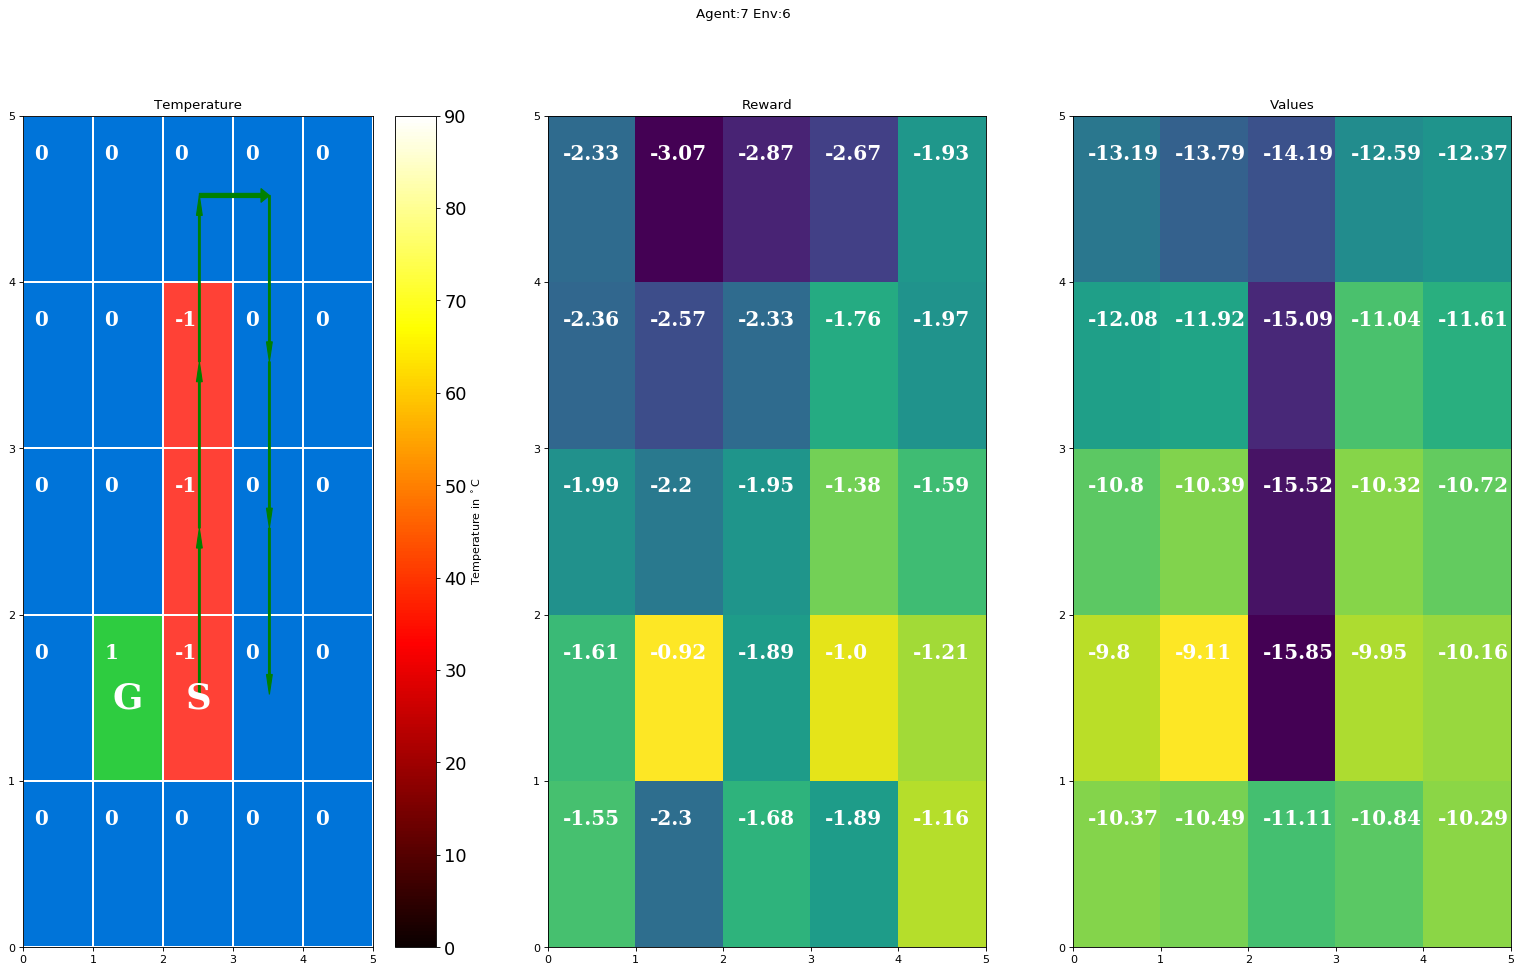 Agent:7 Env:6
Temperature
5
4
3
2
1
0
0 0 0 0 0
0 0 -1 0 0
0 0 -1 0 0
0 1 -1 0 0
G S
0 0 0 0 0
0 1 2 3 4 5
90
80
70
60
50
40
30
20
10
0
Temperature in °C
Reward
5
4
3
2
1
0
-2.33 -3.07 -2.87 -2.67 -1.93
-2.36 -2.57 -2.33 -1.76 -1.97
-1.99 -2.2 -1.95 -1.38 -1.59
-1.61 -0.92 -1.89 -1.0 -1.21
-1.55 -2.3 -1.68 -1.89 -1.16
0 1 2 3 4 5
Values
5
4
3
2
1
0
-13.19 -13.79 -14.19 -12.59 -12.37
-12.08 -11.92 -15.09 -11.04 -11.61
-10.8 -10.39 -15.52 -10.32 -10.72
-9.8 -9.11 -15.85 -9.95 -10.16
-10.37 -10.49 -11.11 -10.84 -10.29
0 1 2 3 4 5